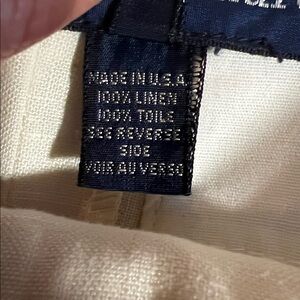 MADE IN U.S.A
100% LINEN
100% TOILE
SEE REVERSE
SIDE
VOIR AU VERSO